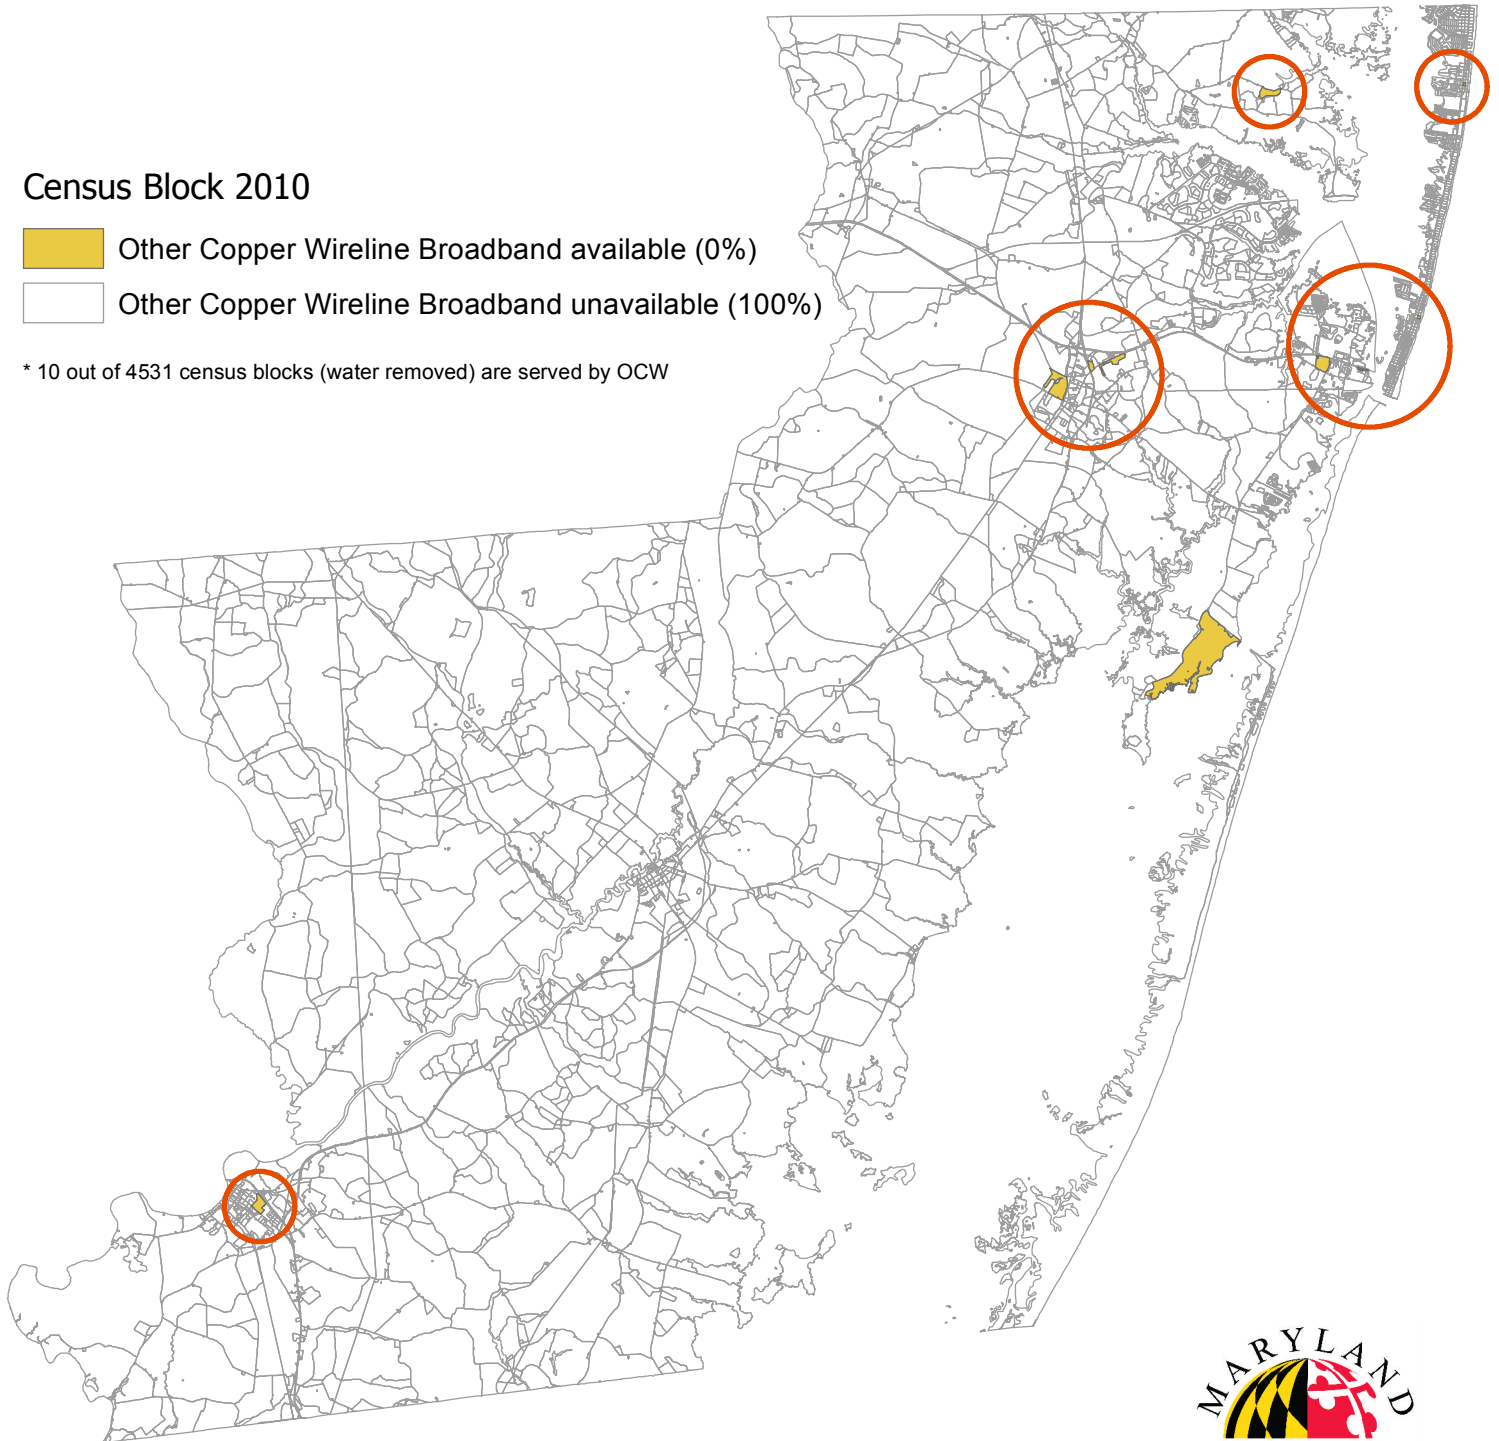 Census Block 2010
Other Copper Wireline Broadband available (0%)
Other Copper Wireline Broadband unavailable (100%)
* 10 out of 4531 census blocks (water removed) are served by OCW
MARYLAND